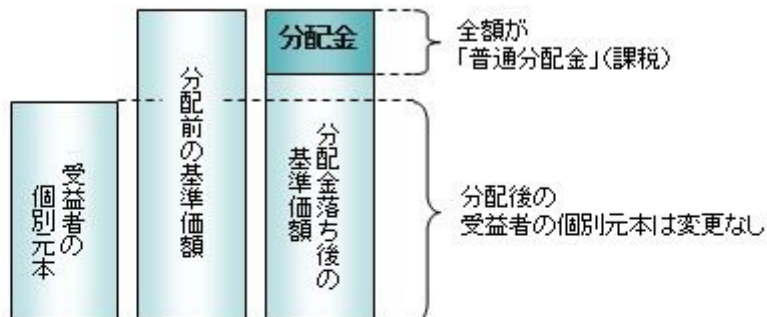 受益者の
個別元本
分配前の基準価額
分配金
分配金落ち後の
基準価額
全額が
「普通分配金」(課税)
分配後の
受益者の個別元本は変更なし